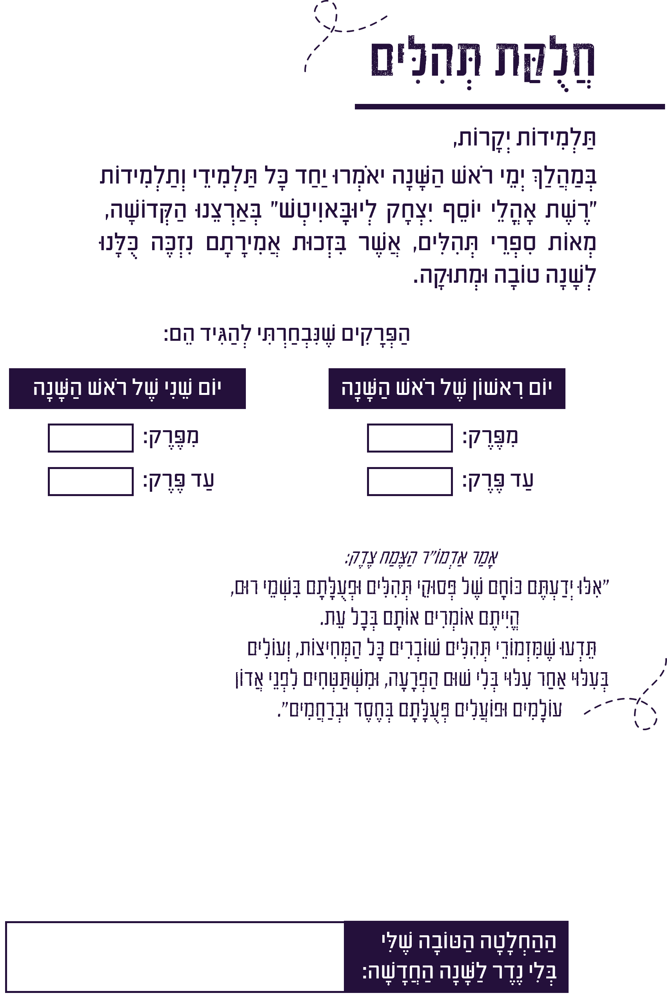 חֲלֻקַּת תְּהִלִּים
תַּלְמִידוֹת יְקָרוֹת,
בְּמַהֲלַךְ יְמֵי רֹאשׁ הַשָּׁנָה יֹאמְרוּ יַחַד כָּל תַּלְמִידֵי וְתַלְמִידוֹת
"רֶשֶׁת אָהֳלֵי יוֹסֵף יִצְחָק לְיוּבָּאוִיטְשׁ" בְּאַרְצֵנוּ הַקְּדוֹשָׁה,
מְאוֹת סִפְרֵי תְּהִלִּים, אֲשֶׁר בִּזְכוּת אֲמִירָתָם נִזְכֶּה כֻּלָּנוּ
לְשָׁנָה טוֹבָה וּמְתוּקָה.
הַפְּרָקִים שֶׁנִּבְחַרְתִּי לְהַגִּיד הֵם:
יוֹם רִאשׁוֹן שֶׁל רֹאשׁ הַשָּׁנָה
מִפֶּרֶק:
עַד פֶּרֶק:
יוֹם שֵׁנִי שֶׁל רֹאשׁ הַשָּׁנָה
מִפֶּרֶק:
עַד פֶּרֶק:
אָמַר אַדְמוֹ"ר הַצֶּמַח צֶדֶק:
"אִלּוּ יְדַעְתֶּם כּוֹחָם שֶׁל פְּסוּקֵי תְּהִלִּים וּפְעֻלָּתָם בִּשְׁמֵי רוּם,
הֱיִיתֶם אוֹמְרִים אוֹתָם בְּכָל עֵת.
תֵּדְעוּ שֶׁמִּזְמוֹרֵי תְּהִלִּים שׁוֹבְרִים כָּל הַמְּחִיצוֹת, וְעוֹלִים
בְּעִלּוּי אַחַר עִלּוּי בְּלִי שׁוּם הַפְרָעָה, וּמִשְׁתַּטְּחִים לִפְנֵי אֲדוֹן
עוֹלָמִים וּפוֹעֲלִים פְּעֻלָּתָם בְּחֶסֶד וּבְרַחֲמִים".
הַהַחְלָטָה הַטּוֹבָה שֶׁלִּי
בְּלִי נֶדֶר לַשָּׁנָה הַחֲדָשָׁה: